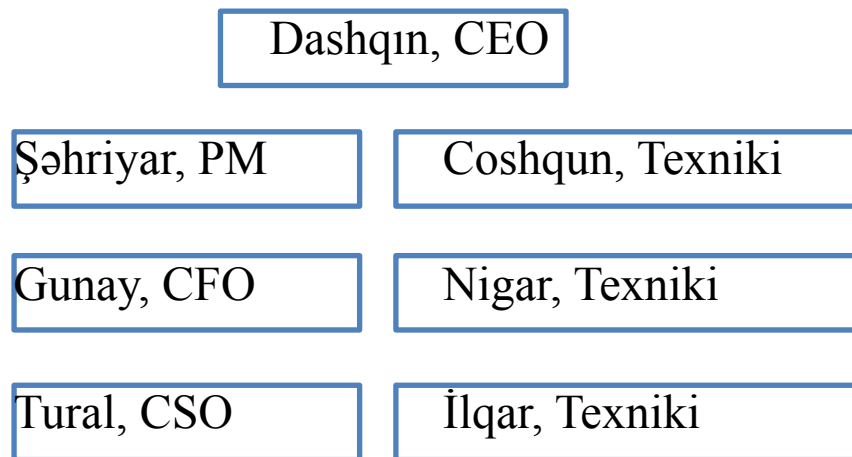 Dashqın, CEO
Şəhriyar, PM
Coshqun, Texniki
Gunay, CFO
Nigar, Texniki
Tural, CSO
İlqar, Texniki